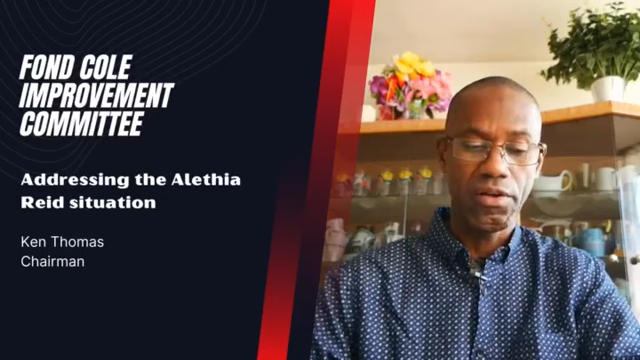 FOND COLE
IMPROVEMENT
COMMITTEE
Addressing the Alethia
Reid situation
Ken Thomas
Chairman